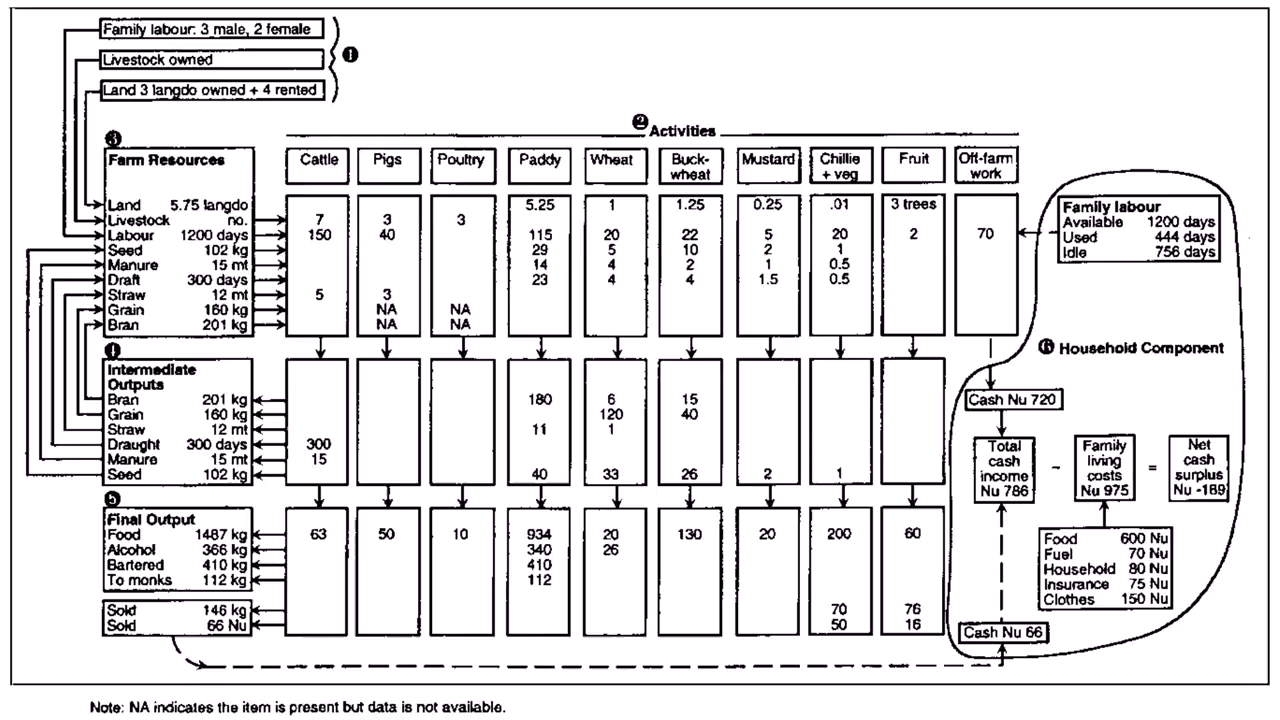 Family labour: 3 male, 2 female
Livestock owned
Land 3 langdo owned + 4 rented
❶
❷ Activities
❸
Farm Resources
Cattle Pigs Poultry Paddy Wheat Buck-wheat Mustard Chillie + veg Fruit Off-farm work
Land 5.75 langdo 5.25 1 1.25 0.25 .01 3 trees
Livestock no. 7 3 3
Labour 1200 days 150 40 115 20 22 5 20 2 70
Seed 102 kg 29 5 10 2 1
Manure 15 mt 14 4 2 1 0.5
Draft 300 days 23 4 4 1.5 0.5
Straw 12 mt 5 3
Grain 160 kg NA NA
Bran 201 kg NA NA
Family labour
Available 1200 days
Used 444 days
Idle 756 days
❹
Intermediate
Outputs
Bran 201 kg 180 6 15
Grain 160 kg 120 40
Straw 12 mt 11 1
Draught 300 days 300
Manure 15 mt 15
Seed 102 kg 40 33 26 2 1
❺
Final Output
Food 1487 kg 63 50 10 934 20 130 20 200 60
Alcohol 366 kg 340 26
Bartered 410 kg 410
To monks 112 kg 112
Sold 146 kg 70 76
Sold 66 Nu 50 16
❻ Household Component
Cash Nu 720
Total
cash
income
Nu 786
-
Family
living
costs
Nu 975
=
Net
cash
surplus
Nu -189
Food 600 Nu
Fuel 70 Nu
Household 80 Nu
Insurance 75 Nu
Clothes 150 Nu
Cash Nu 66
Note: NA indicates the item is present but data is not available.